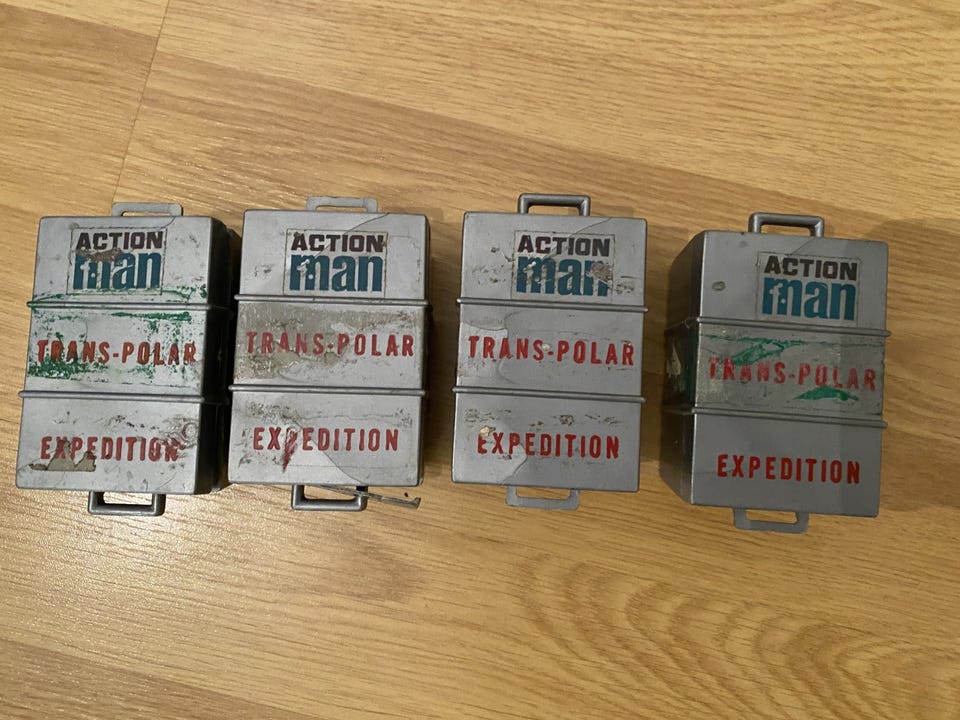 ACTION
man
TRANS-POLAR
EXPEDITION
ACTION
man
TRANS-POLAR
EXPEDITION
ACTION
man
TRANS-POLAR
EXPEDITION
ACTION
man
TRANS-POLAR
EXPEDITION